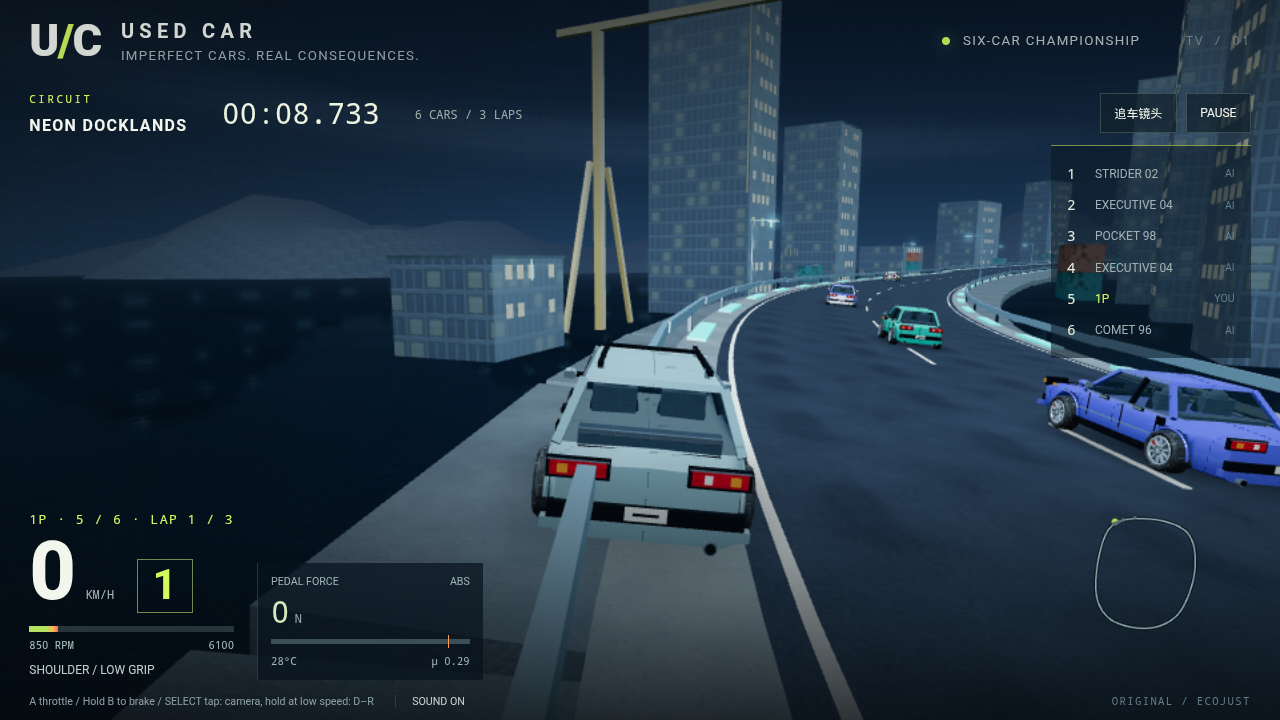 U/C
USED CAR
IMPERFECT CARS. REAL CONSEQUENCES.
SIX-CAR CHAMPIONSHIP
TV / 01
CIRCUIT
NEON DOCKLANDS
00:08.733
6 CARS / 3 LAPS
追车镜头
PAUSE
1 STRIDER 02 AI
2 EXECUTIVE 04 AI
3 POCKET 98 AI
4 EXECUTIVE 04 AI
5 1P YOU
6 COMET 96 AI
1P · 5 / 6 · LAP 1 / 3
0 KM/H 1
850 RPM 6100
SHOULDER / LOW GRIP
PEDAL FORCE ABS
0 N
28°C μ 0.29
A throttle / Hold B to brake / SELECT tap: camera, hold at low speed: D–R
SOUND ON
ORIGINAL / ECOJUST